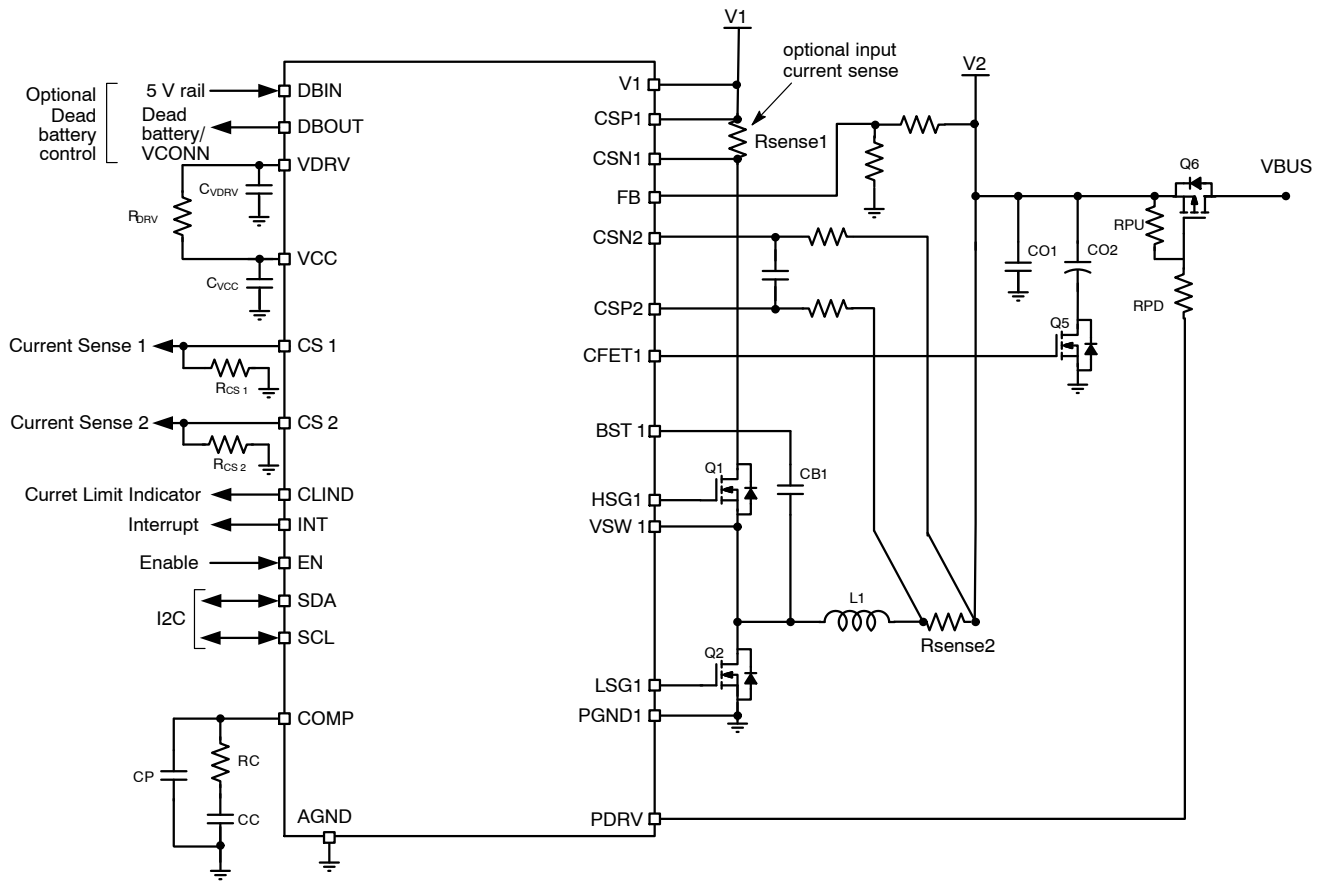 V1
optional input
current sense
V2
Optional
Dead
battery
control
5 V rail
Dead
battery/
VCONN
DBIN
DBOUT
VDRV
CVDRV
RDRV
VCC
CVCC
Current Sense 1
CS 1
RCS 1
Current Sense 2
CS 2
RCS 2
Curret Limit Indicator
CLIND
Interrupt
INT
Enable
EN
I2C
SDA
SCL
COMP
CP
RC
CC
AGND
V1
CSP1
CSN1
FB
CSN2
CSP2
CFET1
BST 1
HSG1
VSW 1
LSG1
PGND1
PDRV
Rsense1
Q1
CB1
Q2
L1
Rsense2
CO1
CO2
Q5
RPU
RPD
Q6
VBUS